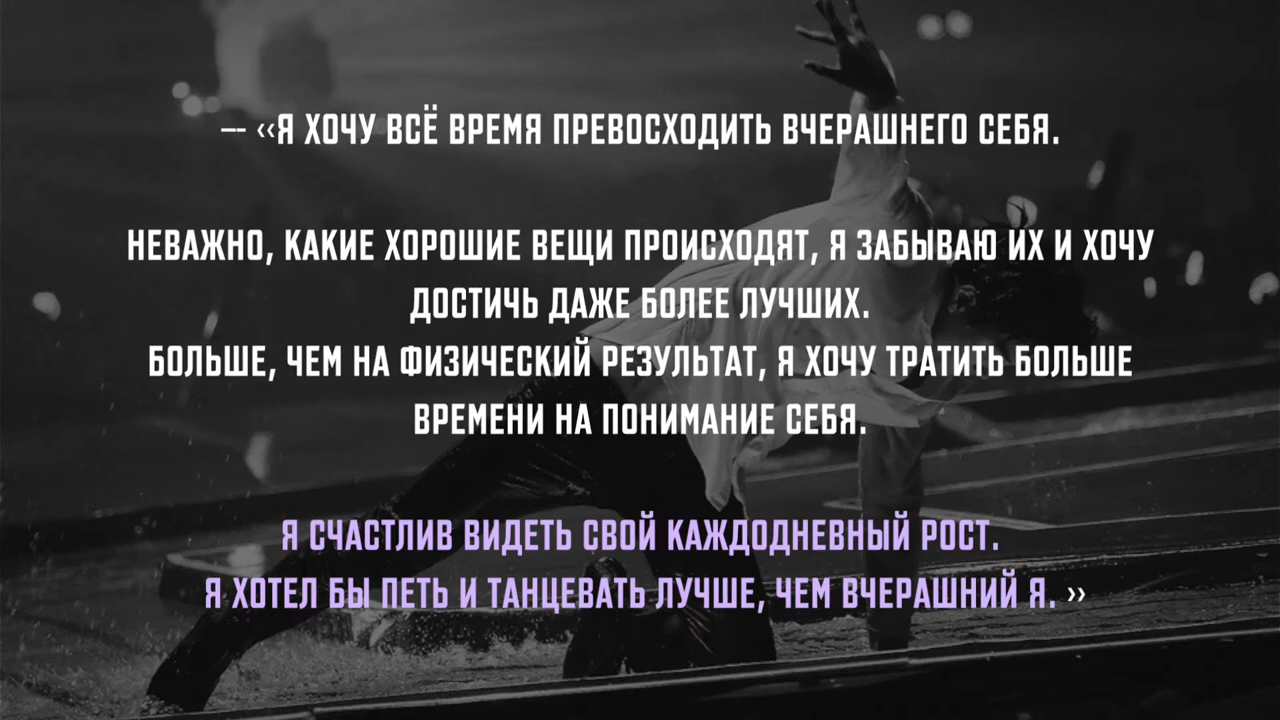 –- ‹‹Я ХОЧУ ВСЁ ВРЕМЯ ПРЕВОСХОДИТЬ ВЧЕРАШНЕГО СЕБЯ.
НЕВАЖНО, КАКИЕ ХОРОШИЕ ВЕЩИ ПРОИСХОДЯТ, Я ЗАБЫВАЮ ИХ И ХОЧУ
ДОСТИЧЬ ДАЖЕ БОЛЕЕ ЛУЧШИХ.
БОЛЬШЕ, ЧЕМ НА ФИЗИЧЕСКИЙ РЕЗУЛЬТАТ, Я ХОЧУ ТРАТИТЬ БОЛЬШЕ
ВРЕМЕНИ НА ПОНИМАНИЕ СЕБЯ.
Я СЧАСТЛИВ ВИДЕТЬ СВОЙ КАЖДОДНЕВНЫЙ РОСТ.
Я ХОТЕЛ БЫ ПЕТЬ И ТАНЦЕВАТЬ ЛУЧШЕ, ЧЕМ ВЧЕРАШНИЙ Я. ››